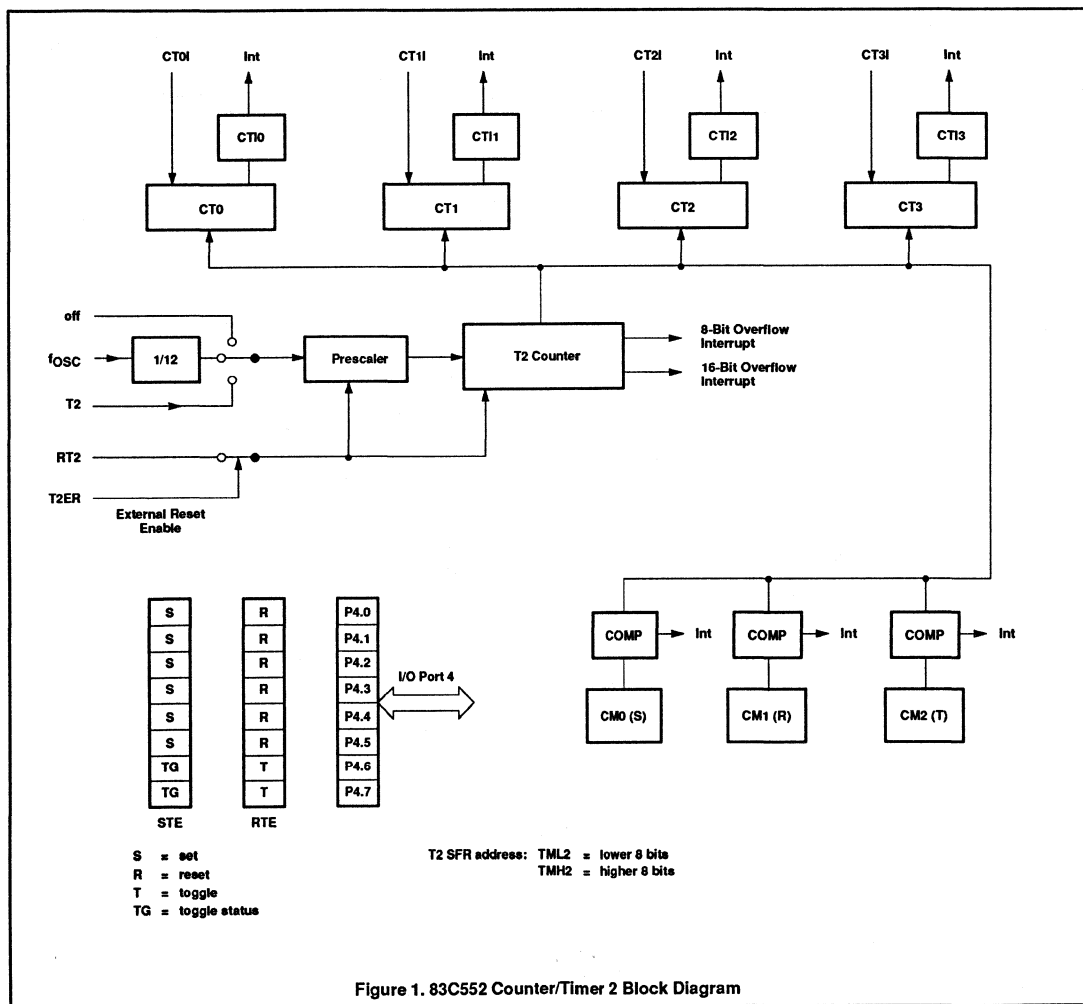 CT0I Int CT1I Int CT2I Int CT3I Int
CTI0 CTI1 CTI2 CTI3
CT0 CT1 CT2 CT3
off
fOSC 1/12 Prescaler T2 Counter
8-Bit Overflow
Interrupt
16-Bit Overflow
Interrupt
T2
RT2
T2ER
External Reset
Enable
S R P4.0
S R P4.1
S R P4.2
S R P4.3
S R P4.4
S R P4.5
TG T P4.6
TG T P4.7
STE RTE
I/O Port 4
COMP Int COMP Int COMP Int
CM0 (S) CM1 (R) CM2 (T)
S = set
R = reset
T = toggle
TG = toggle status
T2 SFR address: TML2 = lower 8 bits
TMH2 = higher 8 bits
Figure 1. 83C552 Counter/Timer 2 Block Diagram